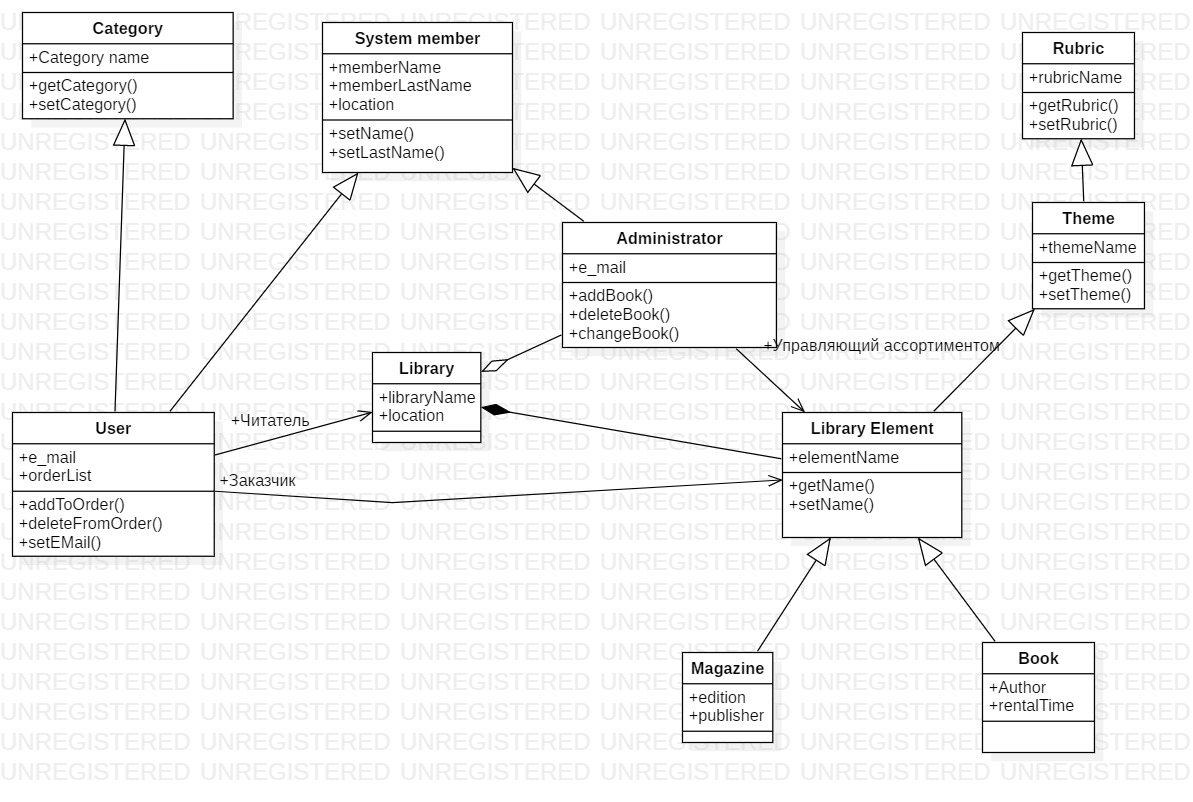 Category
+Category name
+getCategory()
+setCategory()
System member
+memberName
+memberLastName
+location
+setName()
+setLastName()
Rubric
+rubricName
+getRubric()
+setRubric()
Theme
+themeName
+getTheme()
+setTheme()
Administrator
+e_mail
+addBook()
+deleteBook()
+changeBook()
+Управляющий ассортиментом
Library
+libraryName
+location
+Читатель
+Заказчик
User
+e_mail
+orderList
+addToOrder()
+deleteFromOrder()
+setEMail()
Library Element
+elementName
+getName()
+setName()
Magazine
+edition
+publisher
Book
+Author
+rentalTime
UNREGISTERED